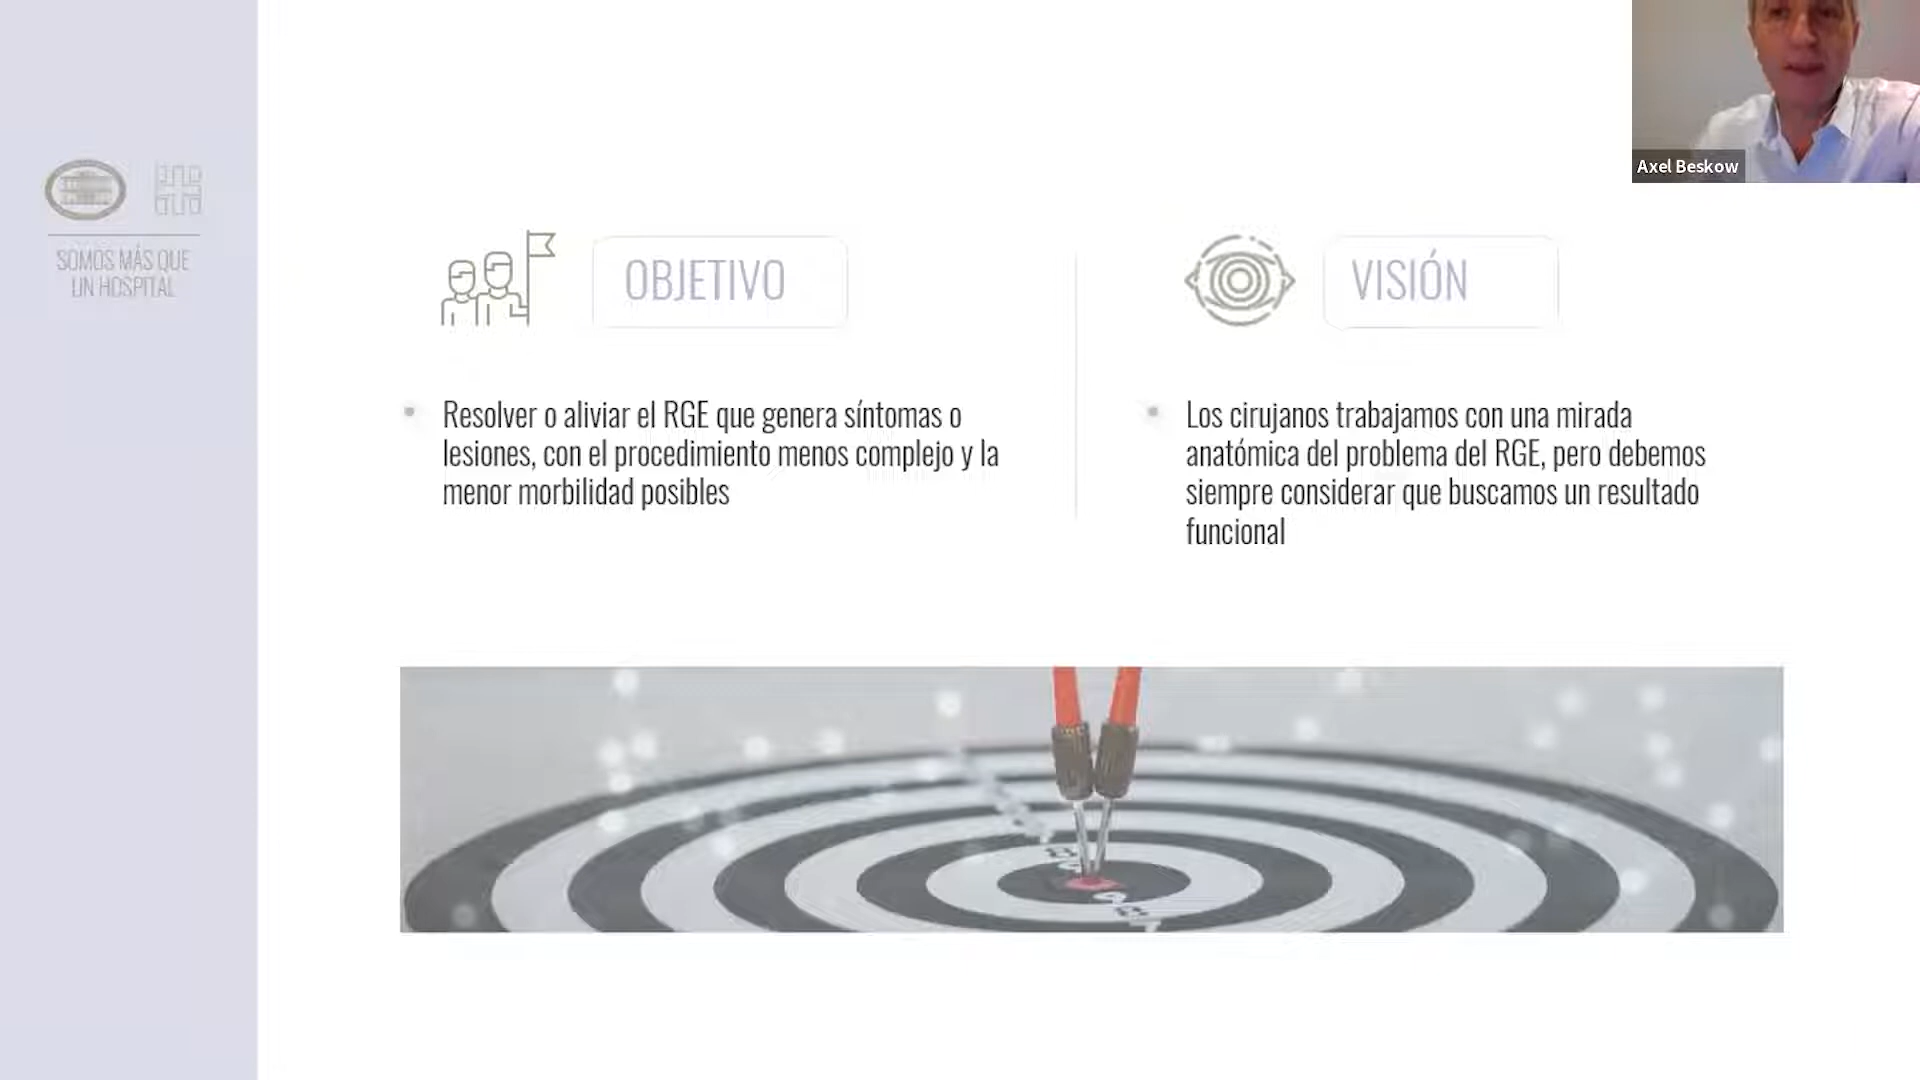 Axel Beskow
SOMOS MÁS QUE
UN HOSPITAL
OBJETIVO
Resolver o aliviar el RGE que genera síntomas o
lesiones, con el procedimiento menos complejo y la
menor morbilidad posibles
VISIÓN
Los cirujanos trabajamos con una mirada
anatómica del problema del RGE, pero debemos
siempre considerar que buscamos un resultado
funcional